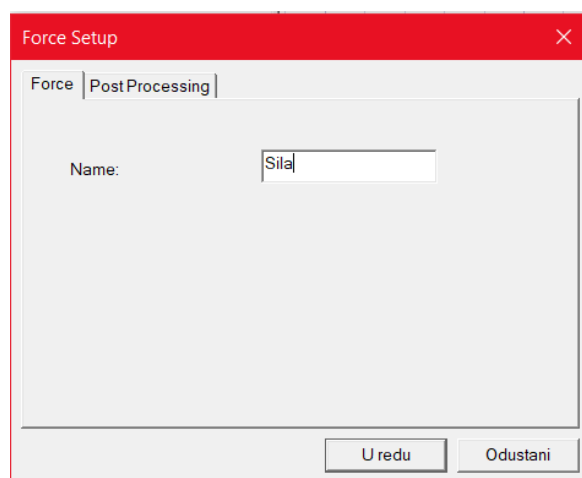 Force Setup
Force Post Processing
Name: Sila
U redu Odustani